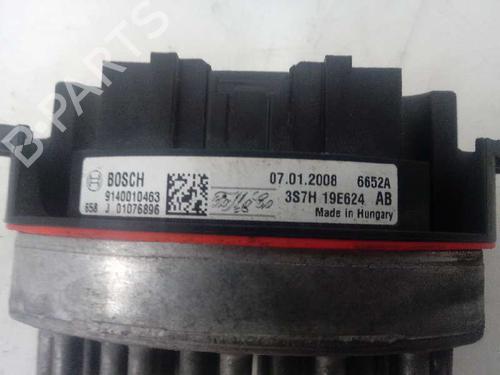 B-PARTS
BOSCH
9140010463
658 J 01076896
07.01.2008 6652A
3S7H 19E624 AB
Made in Hungary